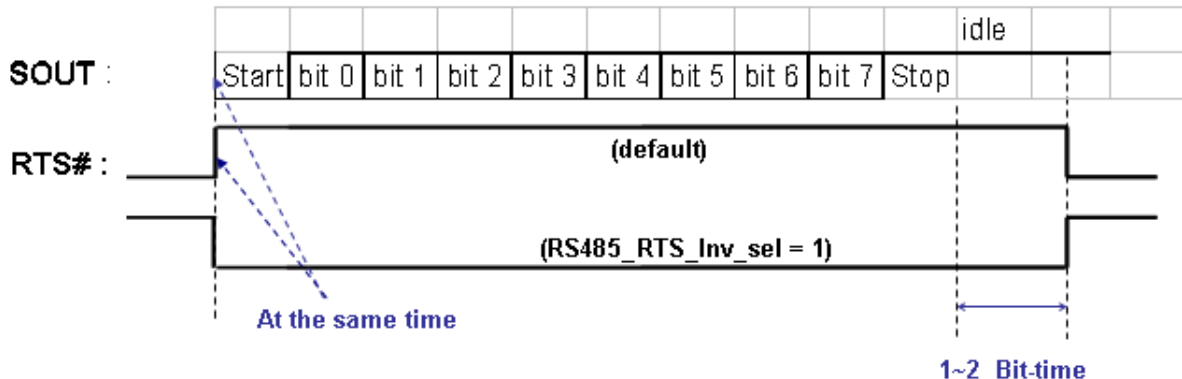 idle
SOUT :
Start bit 0 bit 1 bit 2 bit 3 bit 4 bit 5 bit 6 bit 7 Stop
(default)
RTS# :
(RS485_RTS_Inv_sel = 1)
At the same time
1~2 Bit-time